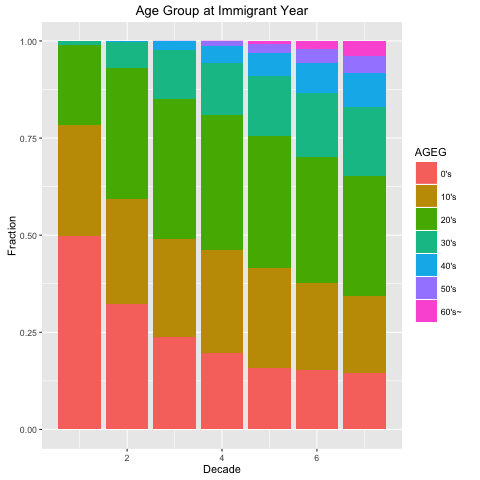 Age Group at Immigrant Year
1.00
0.75
0.50
0.25
0.00
Fraction
2 4 6
Decade
AGEG
0's
10's
20's
30's
40's
50's
60's~